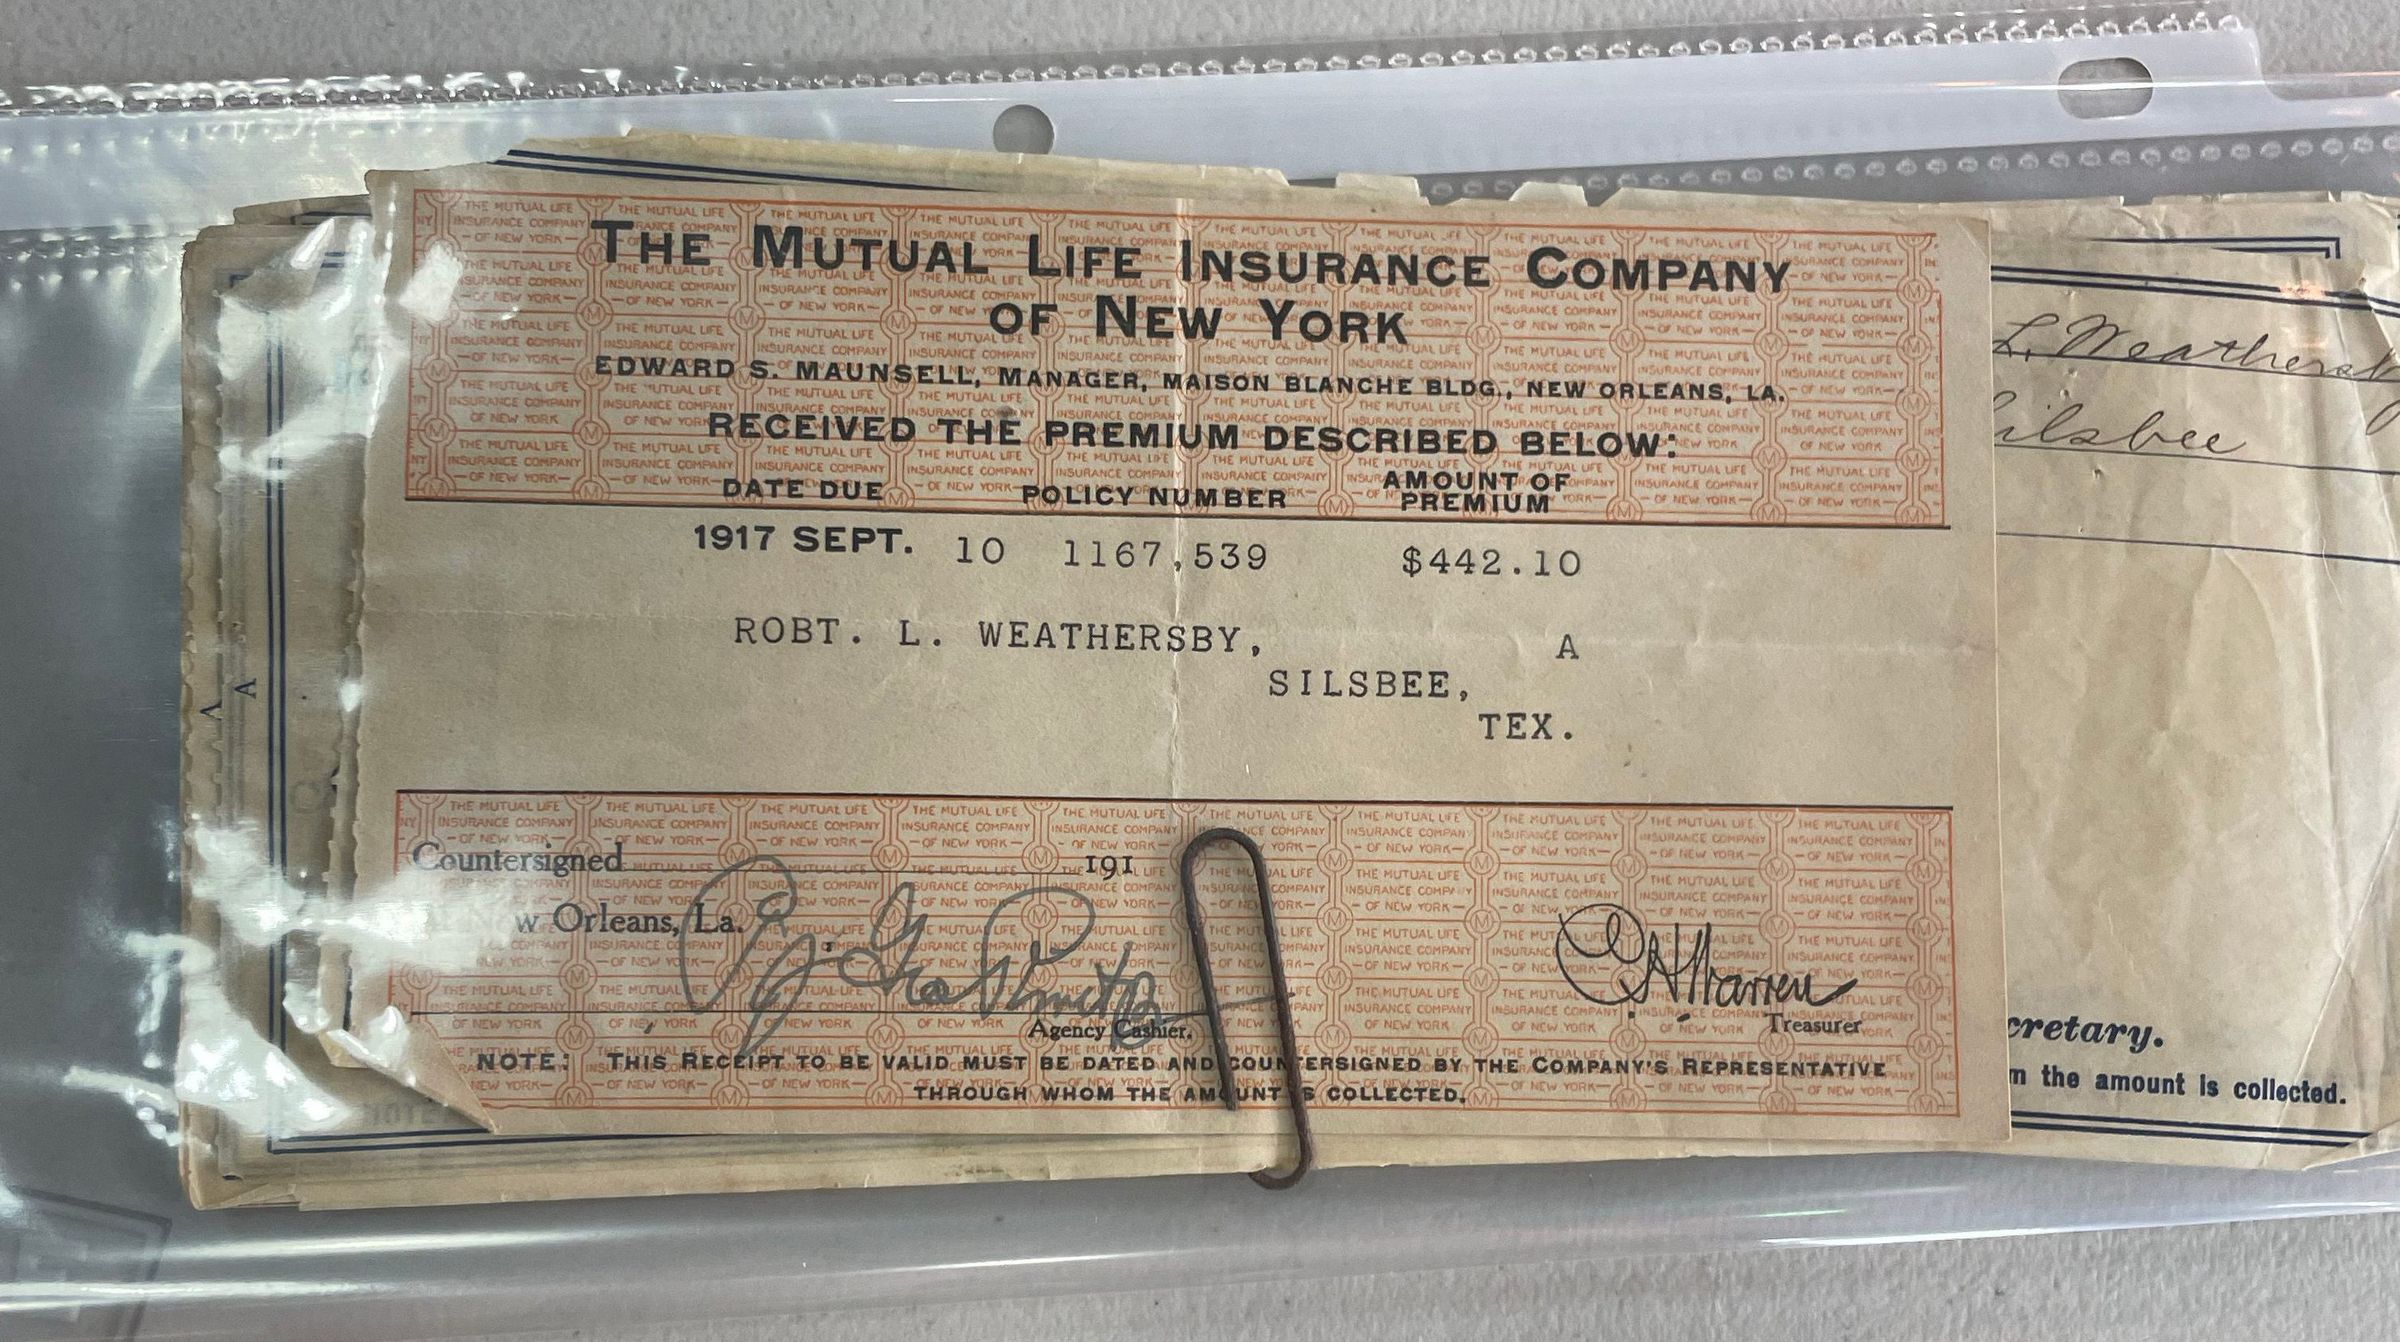 THE MUTUAL LIFE INSURANCE COMPANY
OF NEW YORK
EDWARD S. MAUNSELL, MANAGER, MAISON BLANCHE BLDG., NEW ORLEANS, LA.
RECEIVED THE PREMIUM DESCRIBED BELOW:
DATE DUE POLICY NUMBER AMOUNT OF PREMIUM
1917 SEPT. 10 1167,539 $442.10
ROBT. L. WEATHERSBY, A
SILSBEE,
TEX.
Countersigned 191
New Orleans, La.
Agency Cashier. Treasurer
NOTE: THIS RECEIPT TO BE VALID MUST BE DATED AND COUNTERSIGNED BY THE COMPANY'S REPRESENTATIVE
THROUGH WHOM THE AMOUNT IS COLLECTED.
L. Weathersby
Silsbee
cretary.
m the amount is collected.